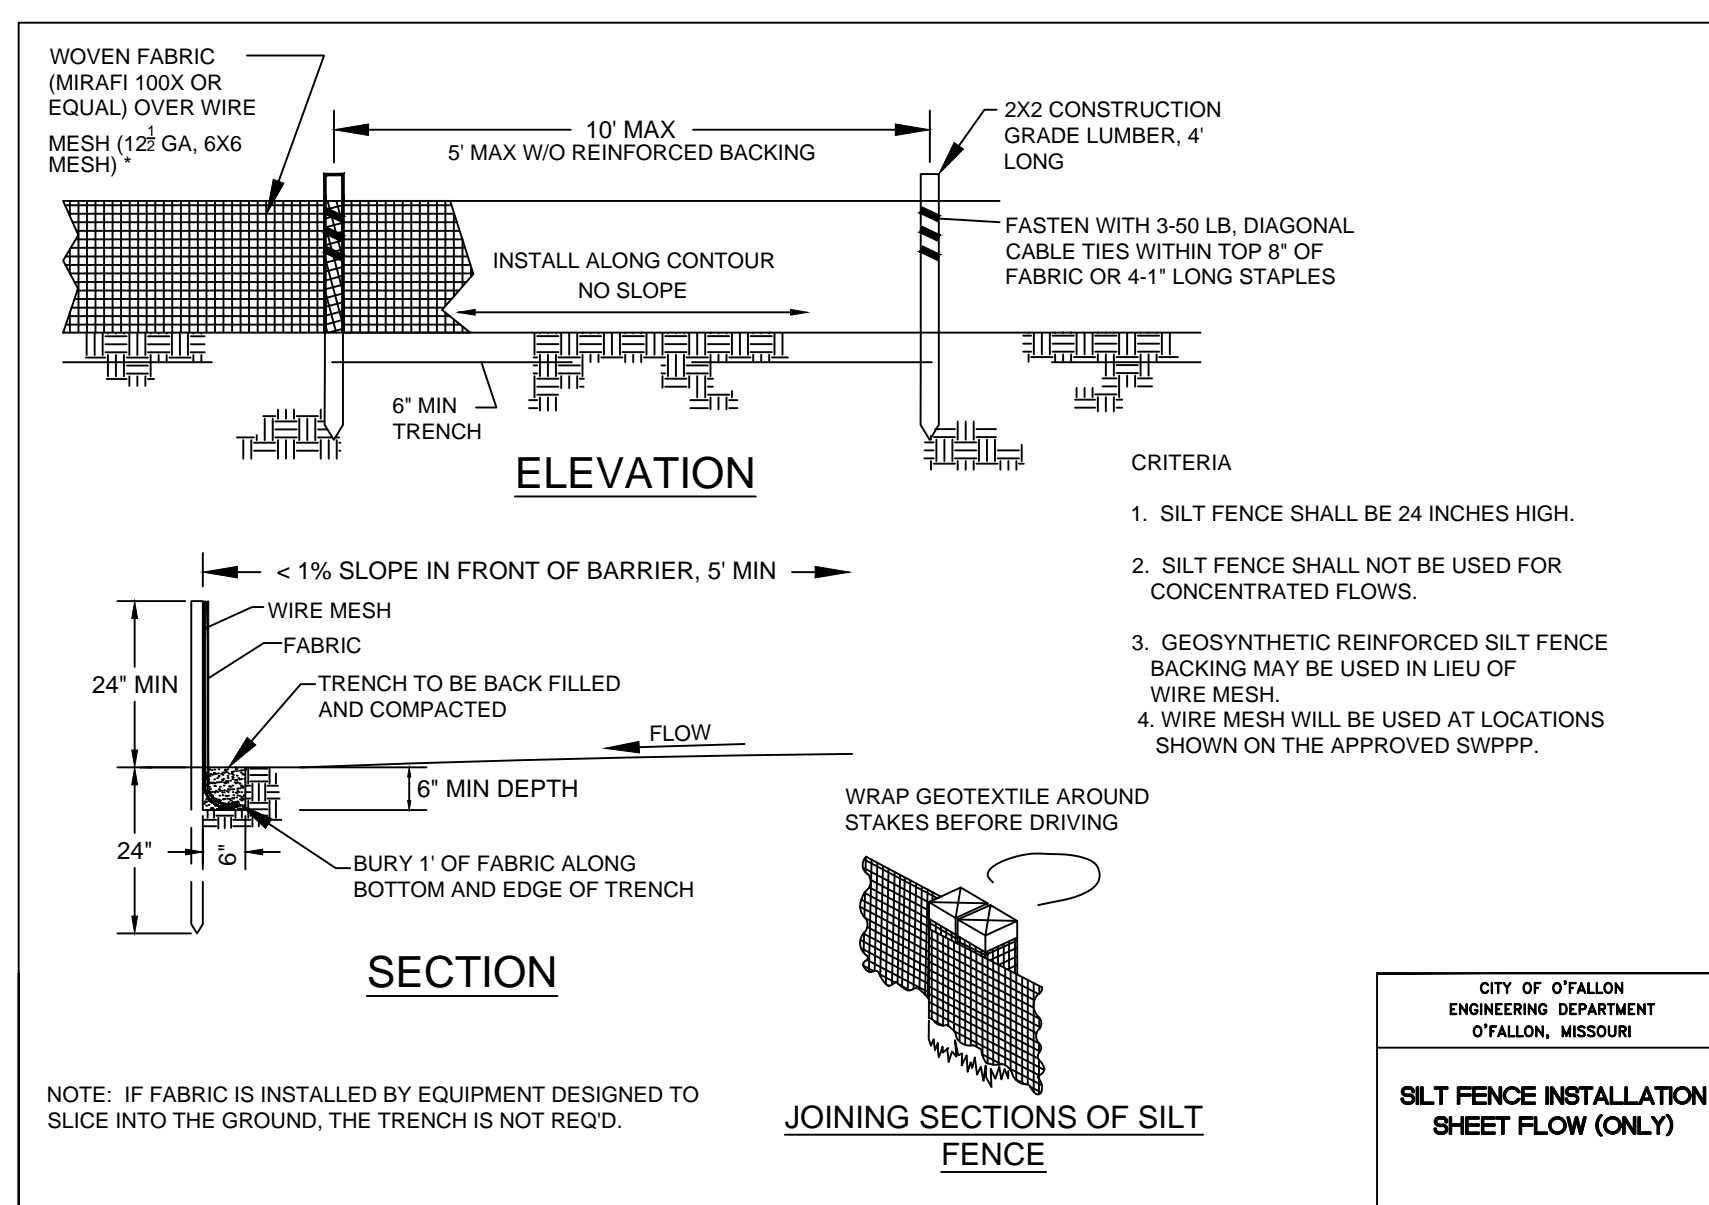 WOVEN FABRIC
(MIRAFI 100X OR
EQUAL) OVER WIRE
MESH (12½ GA, 6X6
MESH) *
10' MAX
5' MAX W/O REINFORCED BACKING
2X2 CONSTRUCTION
GRADE LUMBER, 4'
LONG
FASTEN WITH 3-50 LB, DIAGONAL
CABLE TIES WITHIN TOP 8" OF
FABRIC OR 4-1" LONG STAPLES
INSTALL ALONG CONTOUR
NO SLOPE
6" MIN
TRENCH
ELEVATION
CRITERIA
1. SILT FENCE SHALL BE 24 INCHES HIGH.
2. SILT FENCE SHALL NOT BE USED FOR
CONCENTRATED FLOWS.
3. GEOSYNTHETIC REINFORCED SILT FENCE
BACKING MAY BE USED IN LIEU OF
WIRE MESH.
4. WIRE MESH WILL BE USED AT LOCATIONS
SHOWN ON THE APPROVED SWPPP.
< 1% SLOPE IN FRONT OF BARRIER, 5' MIN
WIRE MESH
FABRIC
24" MIN
TRENCH TO BE BACK FILLED
AND COMPACTED
FLOW
6" MIN DEPTH
24"
6"
BURY 1' OF FABRIC ALONG
BOTTOM AND EDGE OF TRENCH
SECTION
WRAP GEOTEXTILE AROUND
STAKES BEFORE DRIVING
JOINING SECTIONS OF SILT
FENCE
NOTE: IF FABRIC IS INSTALLED BY EQUIPMENT DESIGNED TO
SLICE INTO THE GROUND, THE TRENCH IS NOT REQ'D.
CITY OF O'FALLON
ENGINEERING DEPARTMENT
O'FALLON, MISSOURI
SILT FENCE INSTALLATION
SHEET FLOW (ONLY)